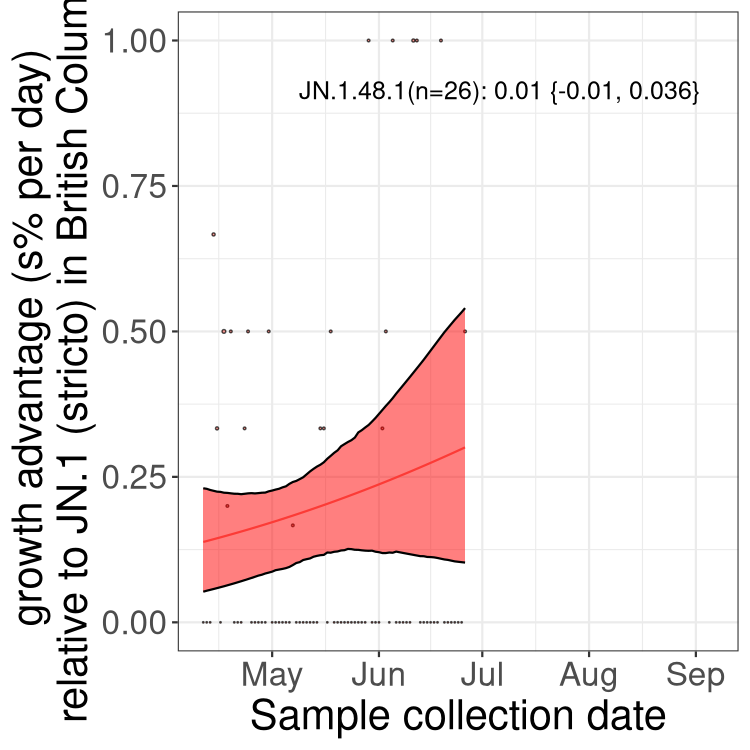 growth advantage (s% per day)
relative to JN.1 (stricto) in British Colum
1.00
0.75
0.50
0.25
0.00
JN.1.48.1(n=26): 0.01 {-0.01, 0.036}
May Jun Jul Aug Sep
Sample collection date